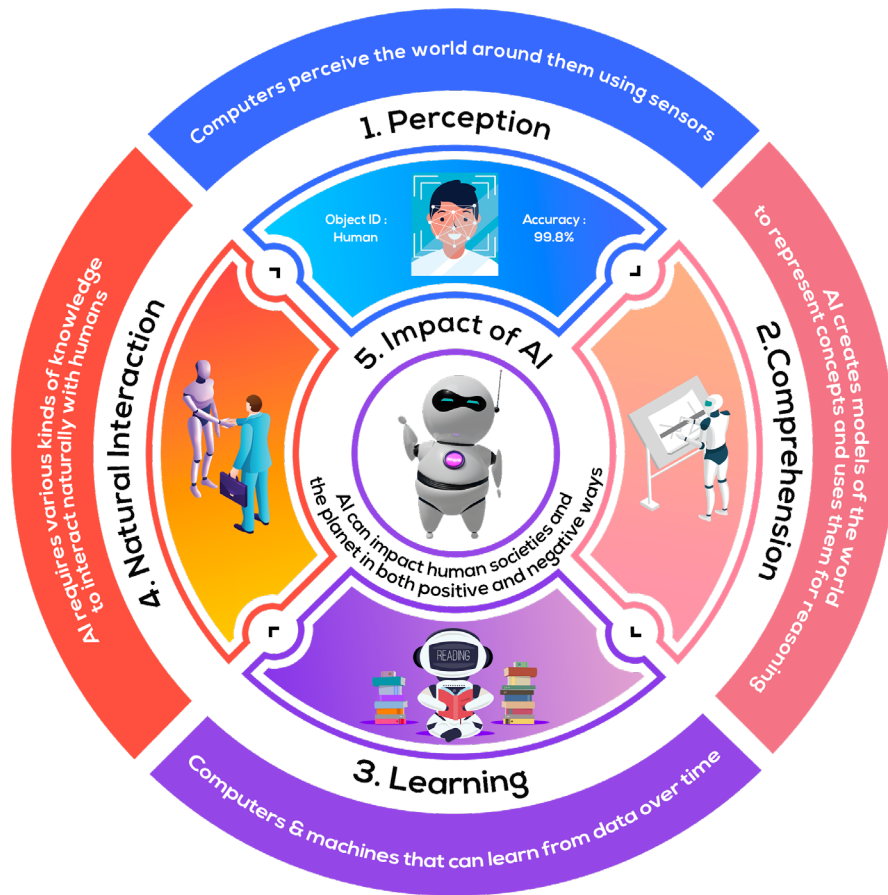 Computers perceive the world around them using sensors
1. Perception
Object ID :
Human
Accuracy :
99.8%
AI creates models of the world
to represent concepts and uses them for reasoning
2.Comprehension
Computers & machines that can learn from data over time
3. Learning
READING
AI requires various kinds of knowledge
to interact naturally with humans
4. Natural Interaction
5. Impact of AI
AI can impact human societies and
the planet in both positive and negative ways